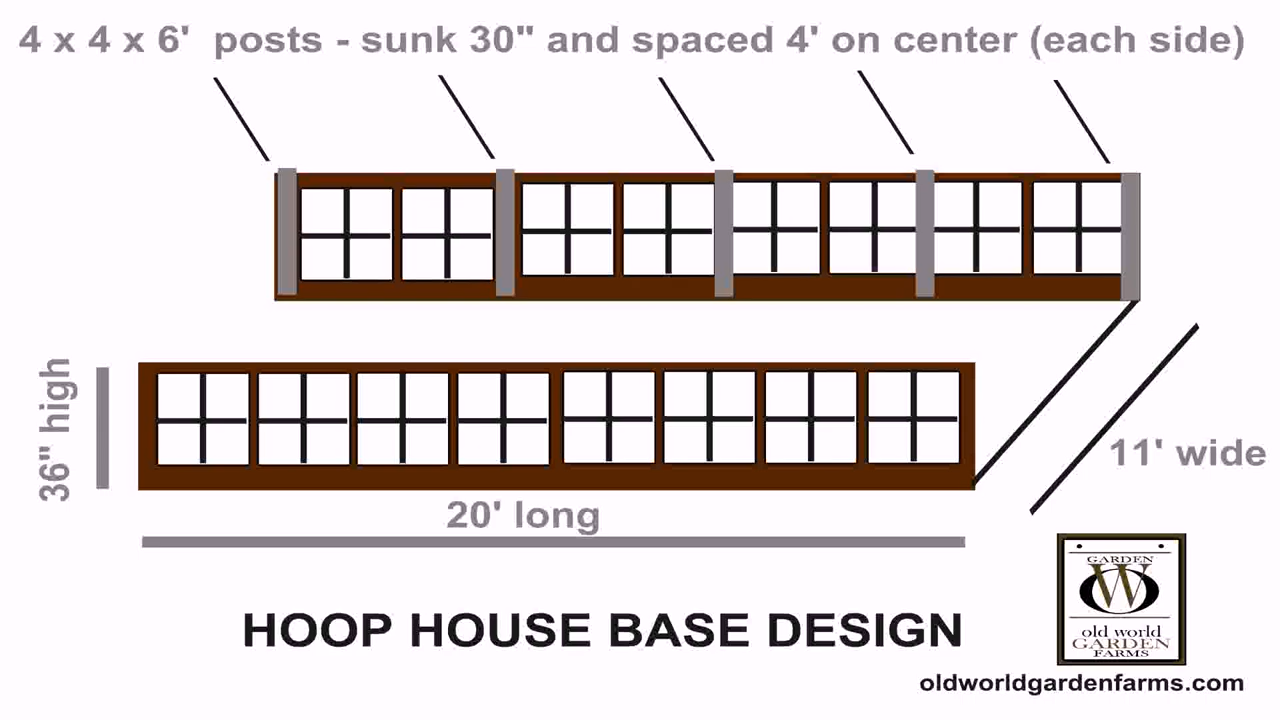 4 x 4 x 6' posts - sunk 30" and spaced 4' on center (each side)
36" high
11' wide
20' long
HOOP HOUSE BASE DESIGN
GARDEN
OW
old world
GARDEN
FARMS
oldworldgardenfarms.com